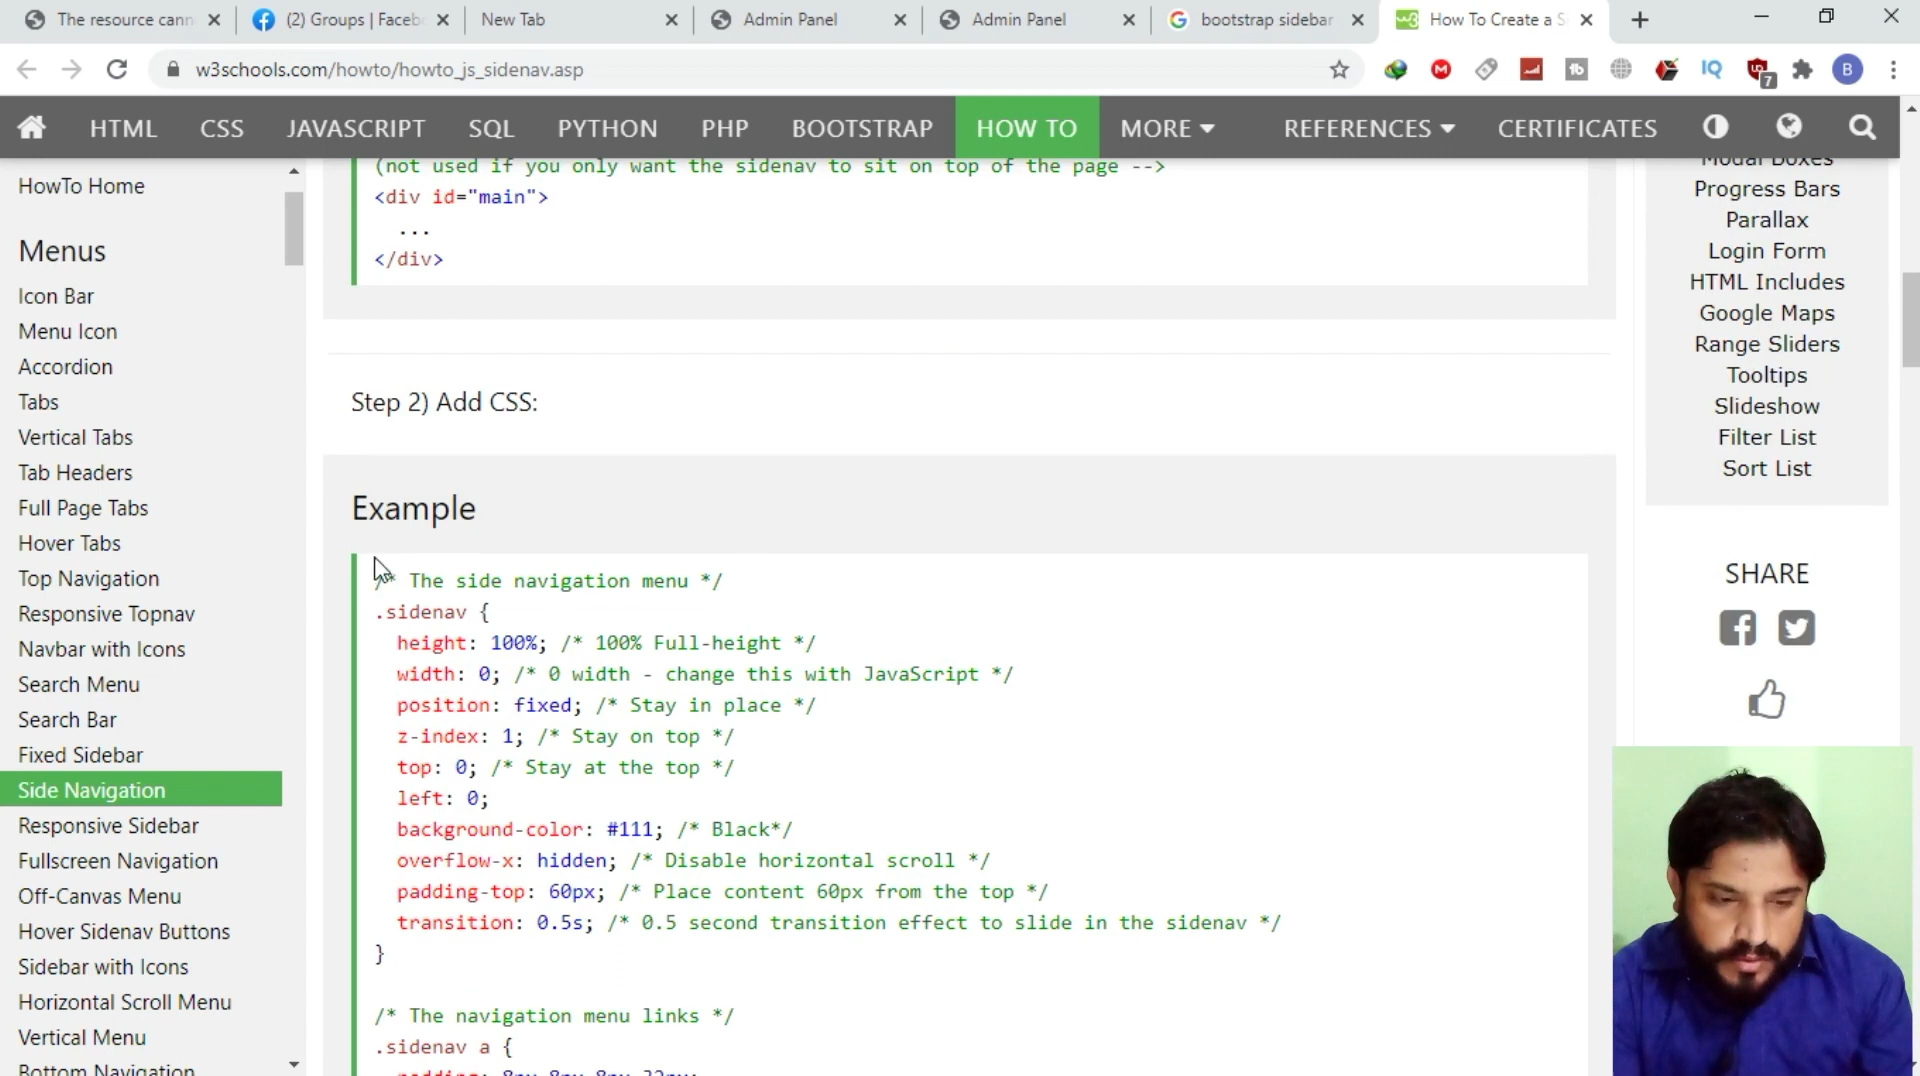 The resource cann
(2) Groups | Faceb
New Tab
Admin Panel
Admin Panel
bootstrap sidebar
How To Create a S
w3schools.com/howto/howto_js_sidenav.asp
M
tb
IQ
7
B
HTML
CSS
JAVASCRIPT
SQL
PYTHON
PHP
BOOTSTRAP
HOW TO
MORE
REFERENCES
CERTIFICATES
HowTo Home
Menus
Icon Bar
Menu Icon
Accordion
Tabs
Vertical Tabs
Tab Headers
Full Page Tabs
Hover Tabs
Top Navigation
Responsive Topnav
Navbar with Icons
Search Menu
Search Bar
Fixed Sidebar
Side Navigation
Responsive Sidebar
Fullscreen Navigation
Off-Canvas Menu
Hover Sidenav Buttons
Sidebar with Icons
Horizontal Scroll Menu
Vertical Menu
Bottom Navigation
(not used if you only want the sidenav to sit on top of the page -->
<div id="main">
...
</div>
Step 2) Add CSS:
Example
/* The side navigation menu */
.sidenav {
height: 100%; /* 100% Full-height */
width: 0; /* 0 width - change this with JavaScript */
position: fixed; /* Stay in place */
z-index: 1; /* Stay on top */
top: 0; /* Stay at the top */
left: 0;
background-color: #111; /* Black*/
overflow-x: hidden; /* Disable horizontal scroll */
padding-top: 60px; /* Place content 60px from the top */
transition: 0.5s; /* 0.5 second transition effect to slide in the sidenav */
}
/* The navigation menu links */
.sidenav a {
padding: 8px 8px 8px 32px;
Modal Boxes
Progress Bars
Parallax
Login Form
HTML Includes
Google Maps
Range Sliders
Tooltips
Slideshow
Filter List
Sort List
SHARE